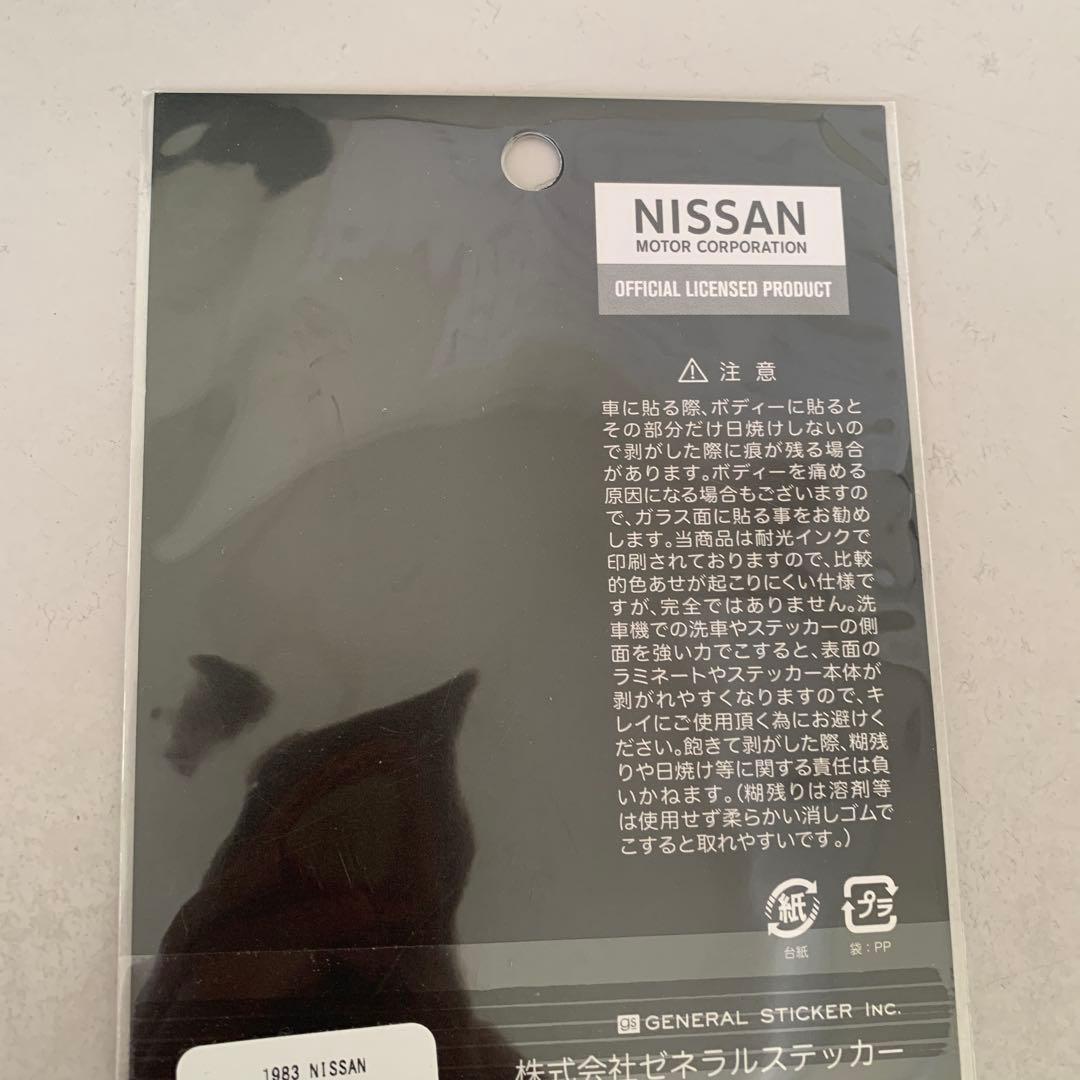 NISSAN
MOTOR CORPORATION
OFFICIAL LICENSED PRODUCT
⚠ 注 意
車に貼る際、ボディーに貼ると
その部分だけ日焼けしないの
で剥がした際に痕が残る場合
があります。ボディーを痛める
原因になる場合もございますの
で、ガラス面に貼る事をお勧め
します。当商品は耐光インクで
印刷されておりますので、比較
的色あせが起こりにくい仕様で
すが、完全ではありません。洗
車機での洗車やステッカーの側
面を強い力でこすると、表面の
ラミネートやステッカー本体が
剥がれやすくなりますので、キ
レイにご使用頂く為にお避けく
ださい。飽きて剥がした際、糊残
りや日焼け等に関する責任は負
いかねます。(糊残りは溶剤等
は使用せず柔らかい消しゴムで
こすると取れやすいです。)
紙 プラ
台紙 袋：PP
gs GENERAL STICKER Inc.
株式会社ゼネラルステッカー
1983 NISSAN